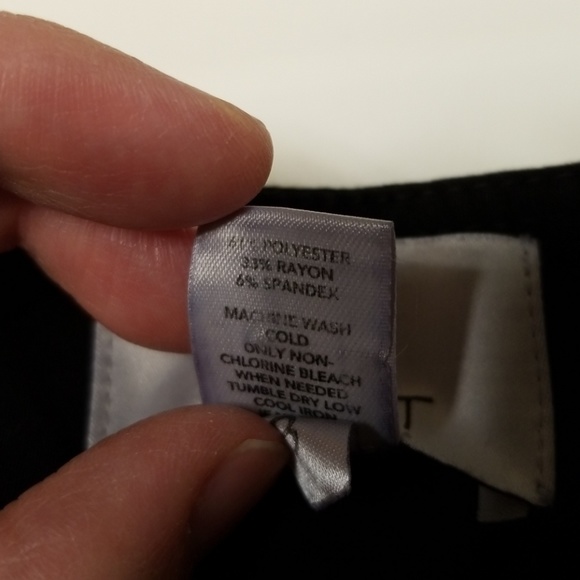 61% POLYESTER
33% RAYON
6% SPANDEX
MACHINE WASH
COLD
ONLY NON-
CHLORINE BLEACH
WHEN NEEDED
TUMBLE DRY LOW
COOL IRON
T